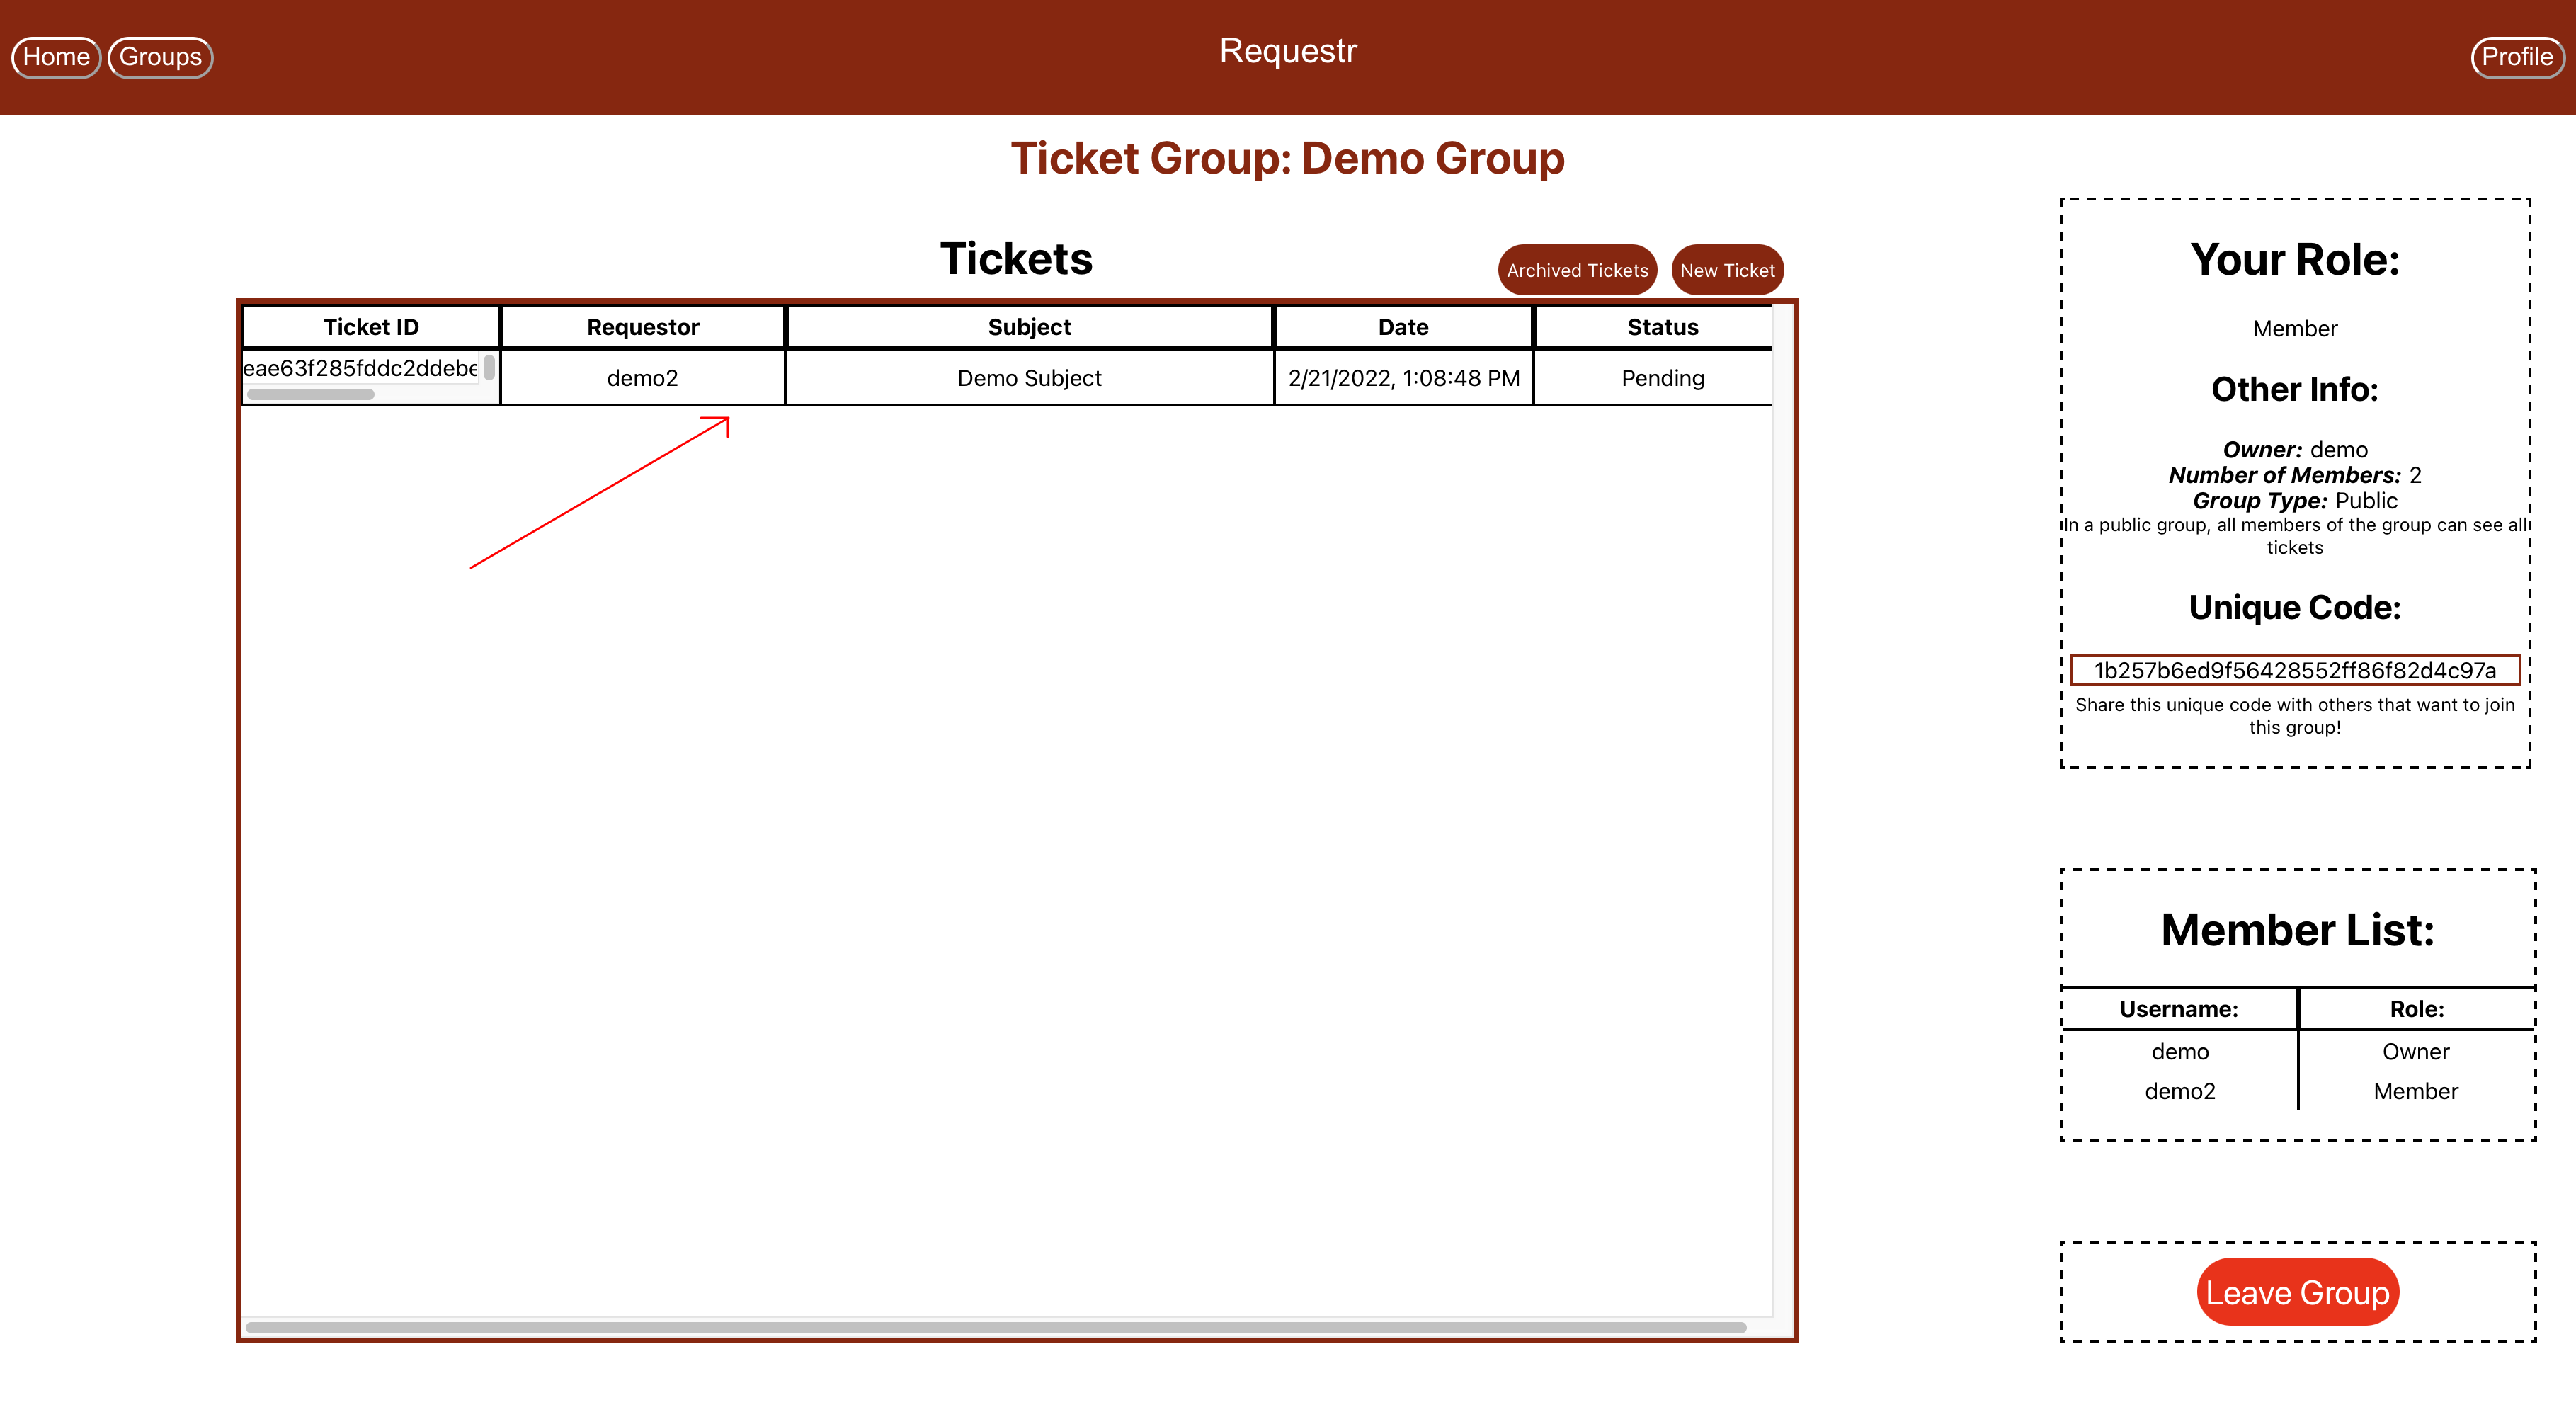 Home Groups Requestr Profile
Ticket Group: Demo Group
Tickets
Archived Tickets New Ticket
Ticket ID Requestor Subject Date Status
eae63f285fddc2ddebe demo2 Demo Subject 2/21/2022, 1:08:48 PM Pending
Your Role:
Member
Other Info:
Owner: demo
Number of Members: 2
Group Type: Public
In a public group, all members of the group can see all
tickets
Unique Code:
1b257b6ed9f56428552ff86f82d4c97a
Share this unique code with others that want to join
this group!
Member List:
Username: Role:
demo Owner
demo2 Member
Leave Group